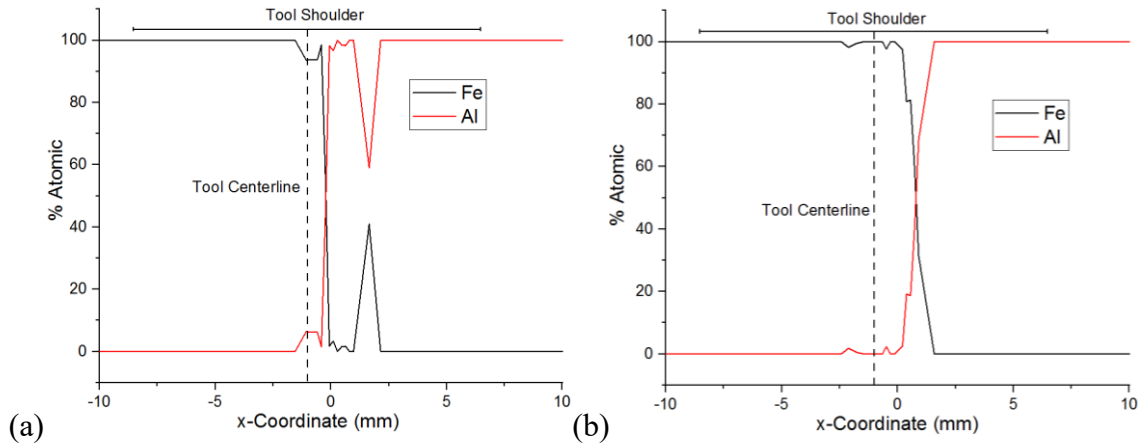 Tool Shoulder
100
80
60
40
20
0
% Atomic
Fe
Al
Tool Centerline
-10
-5
0
5
10
x-Coordinate (mm)
(a)
Tool Shoulder
100
80
60
40
20
0
% Atomic
Fe
Al
Tool Centerline
-10
-5
0
5
10
x-Coordinate (mm)
(b)